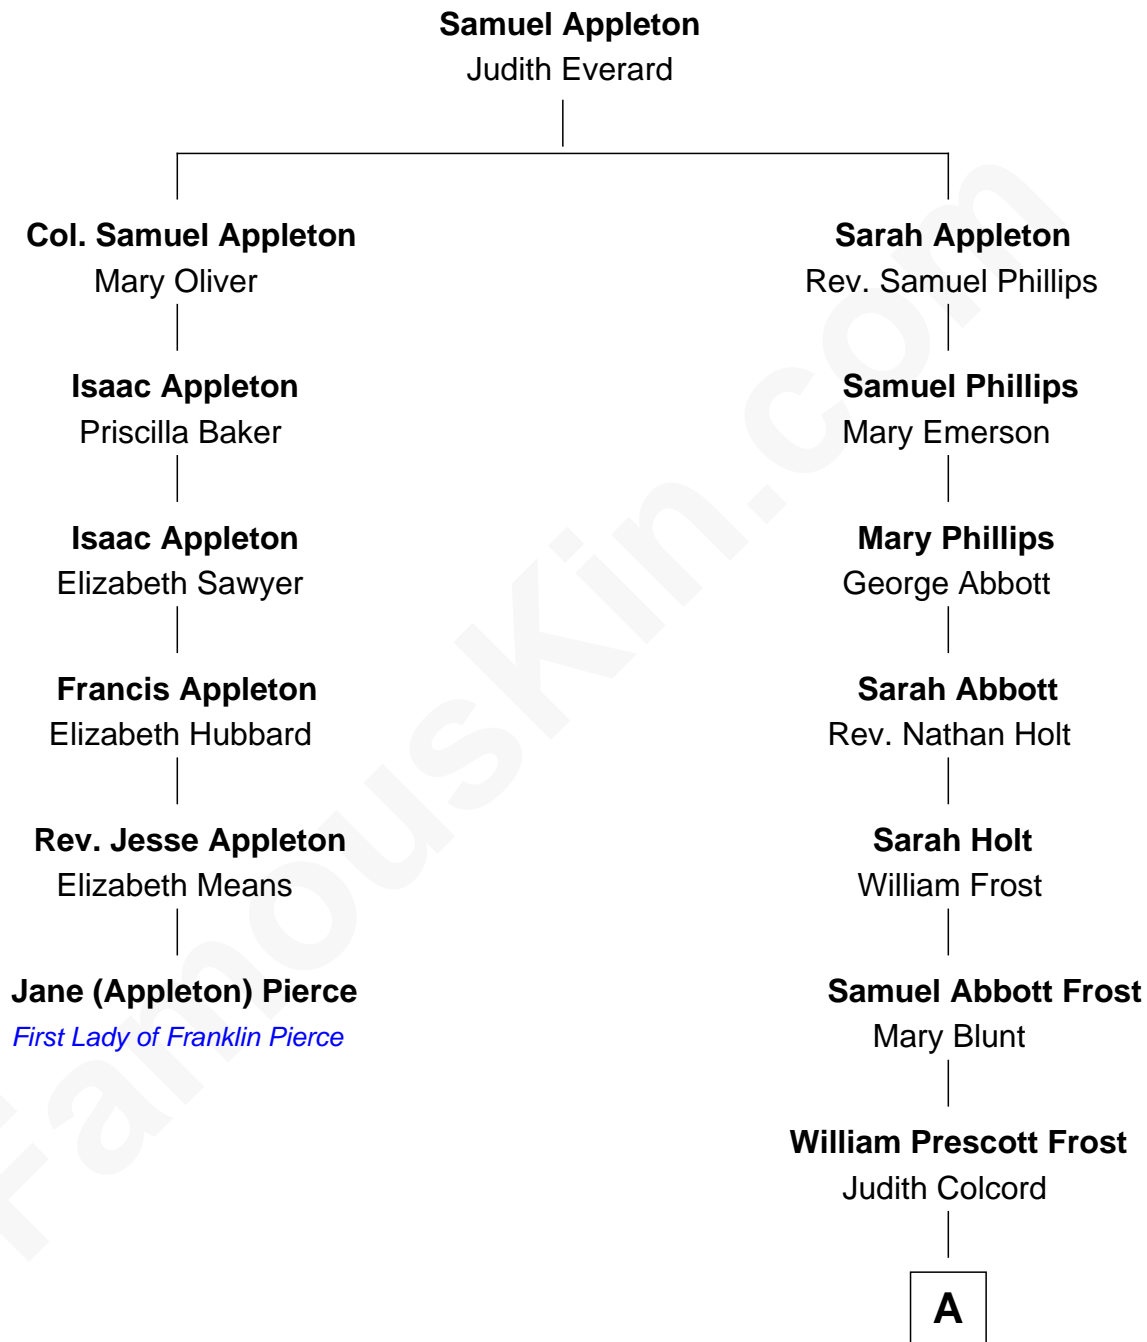 Samuel Appleton
Judith Everard
Col. Samuel Appleton
Mary Oliver
Isaac Appleton
Priscilla Baker
Isaac Appleton
Elizabeth Sawyer
Francis Appleton
Elizabeth Hubbard
Rev. Jesse Appleton
Elizabeth Means
Jane (Appleton) Pierce
First Lady of Franklin Pierce
Sarah Appleton
Rev. Samuel Phillips
Samuel Phillips
Mary Emerson
Mary Phillips
George Abbott
Sarah Abbott
Rev. Nathan Holt
Sarah Holt
William Frost
Samuel Abbott Frost
Mary Blunt
William Prescott Frost
Judith Colcord
A
FamousKin.com